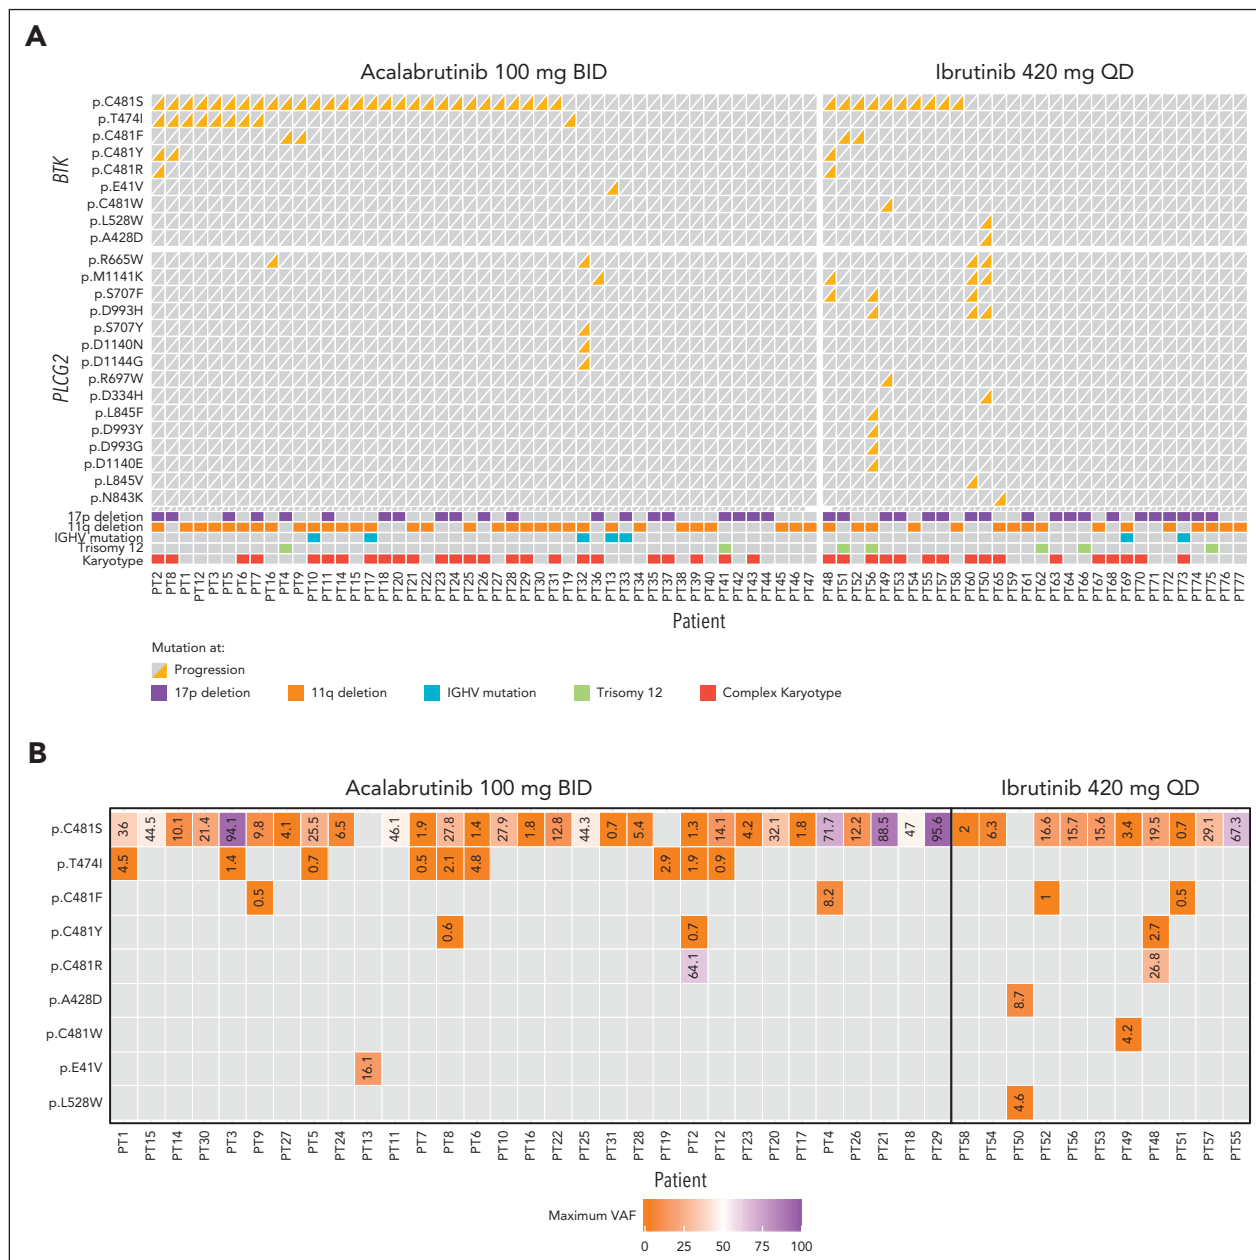 A
Acalabrutinib 100 mg BID
Ibrutinib 420 mg QD
BTK
p.C481S
p.T474I
p.C481F
p.C481Y
p.C481R
p.E41V
p.C481W
p.L528W
p.A428D
PLCG2
p.R665W
p.M1141K
p.S707F
p.D993H
p.S707Y
p.D1140N
p.D1144G
p.R697W
p.D334H
p.L845F
p.D993Y
p.D993G
p.D1140E
p.L845V
p.N843K
17p deletion
11q deletion
IGHV mutation
Trisomy 12
Karyotype
PT2 PT8 PT1 PT12 PT3 PT5 PT6 PT7 PT4 PT9 PT10 PT11 PT14 PT15 PT17 PT18 PT20 PT21 PT22 PT23 PT24 PT25 PT26 PT27 PT28 PT29 PT30 PT31 PT19 PT32 PT36 PT13 PT33 PT34 PT35 PT37 PT38 PT39 PT40 PT41 PT42 PT43 PT44 PT45 PT46 PT47 PT48 PT51 PT52 PT56 PT49 PT53 PT54 PT55 PT57 PT58 PT60 PT50 PT65 PT59 PT61 PT62 PT63 PT64 PT66 PT67 PT68 PT69 PT70 PT71 PT72 PT73 PT74 PT75 PT76 PT77
Patient
Mutation at:
Progression
17p deletion 11q deletion IGHV mutation Trisomy 12 Complex Karyotype
B
Acalabrutinib 100 mg BID
Ibrutinib 420 mg QD
p.C481S 36 44.5 10.1 21.4 94.1 9.8 4.1 25.5 6.5 46.1 1.9 27.8 1.4 27.9 1.8 12.8 44.3 0.7 5.4 1.3 14.1 4.2 32.1 1.8 71.7 12.2 88.5 47 95.6 2 6.3 16.6 15.7 15.6 3.4 19.5 0.7 29.1 67.3
p.T474I 4.5 1.4 0.7 0.5 2.1 4.8 2.9 1.9 0.9
p.C481F 0.5 8.2 1 0.5
p.C481Y 0.6 0.7 2.7
p.C481R 64.1 26.8
p.A428D 8.7
p.C481W 4.2
p.E41V 16.1
p.L528W 4.6
PT1 PT15 PT14 PT30 PT3 PT9 PT27 PT5 PT24 PT13 PT11 PT7 PT8 PT6 PT10 PT16 PT22 PT25 PT31 PT28 PT19 PT2 PT12 PT23 PT20 PT17 PT4 PT26 PT21 PT18 PT29 PT58 PT54 PT50 PT52 PT56 PT53 PT49 PT48 PT51 PT57 PT55
Patient
Maximum VAF
0 25 50 75 100